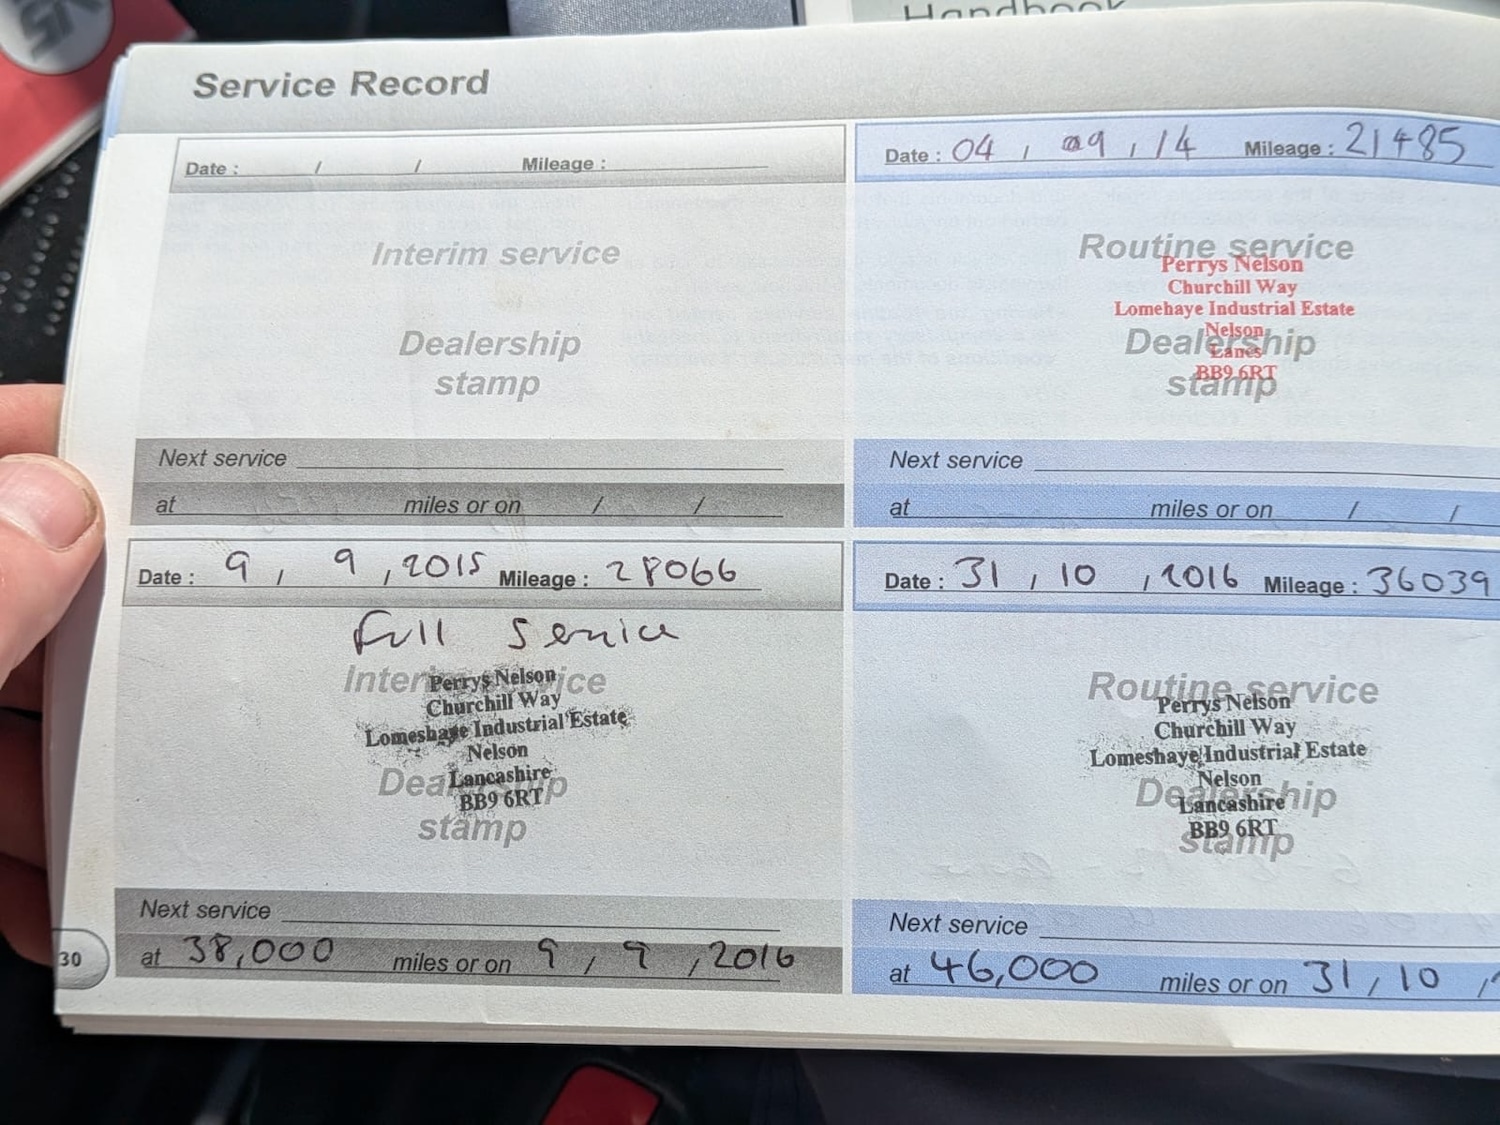 Handbook
Service Record
Date : / / Mileage :
Interim service
Dealership
stamp
Next service
at miles or on / /
Date : 04 / 09 / 14 Mileage : 21485
Routine service
Perrys Nelson
Churchill Way
Lomehaye Industrial Estate
Nelson
Lancs
BB9 6RT
Dealership
stamp
Next service
at miles or on / /
Date : 9 / 9 / 2015 Mileage : 28066
Full Service
Interim service
Perrys Nelson
Churchill Way
Lomeshaye Industrial Estate
Nelson
Lancashire
BB9 6RT
Dealership
stamp
Next service
at 38,000 miles or on 9 / 9 / 2016
Date : 31 / 10 / 2016 Mileage : 36039
Routine service
Perrys Nelson
Churchill Way
Lomeshaye Industrial Estate
Nelson
Lancashire
BB9 6RT
Dealership
stamp
Next service
at 46,000 miles or on 31 / 10 /
30